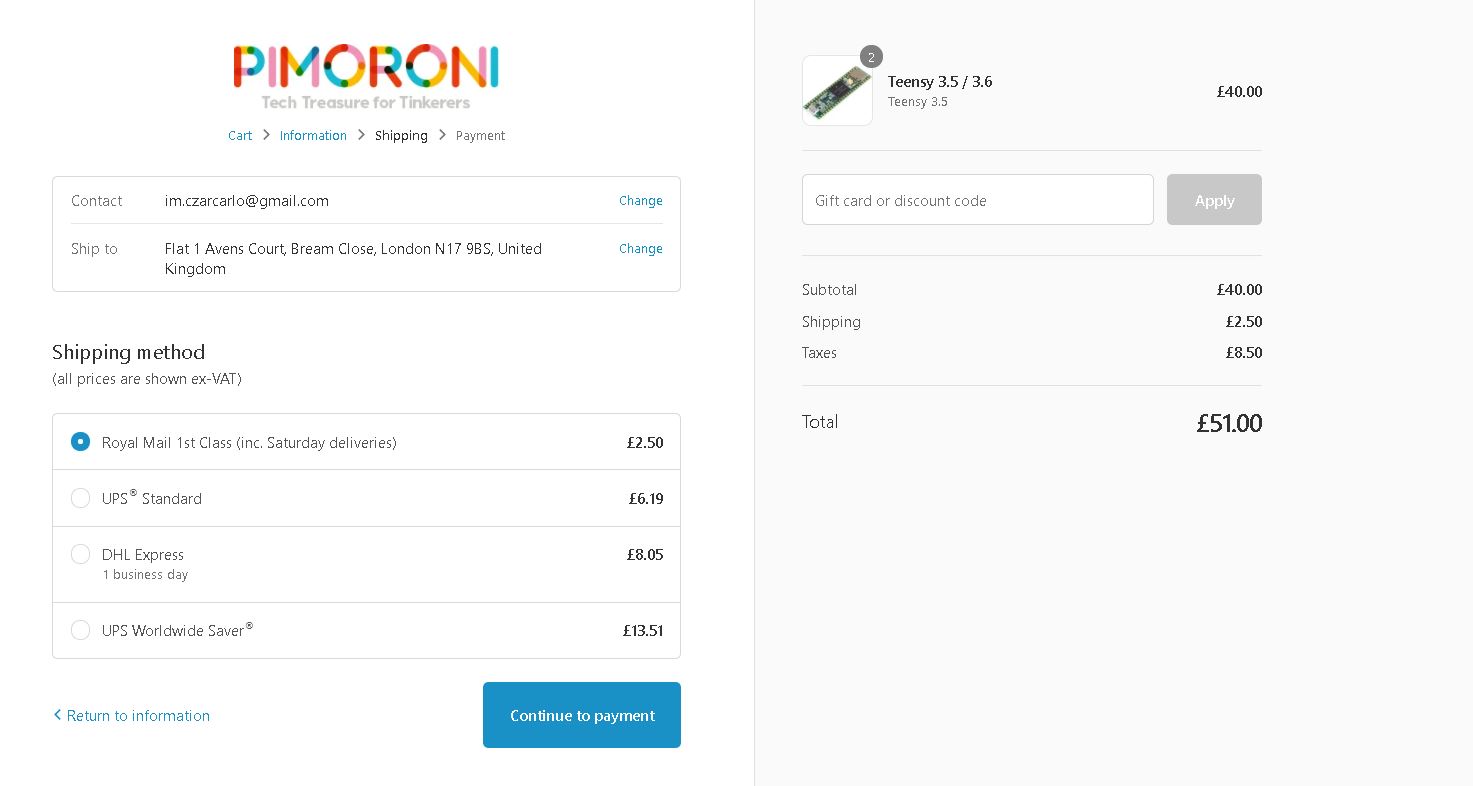 PIMORONI
Tech Treasure for Tinkerers
Cart > Information > Shipping > Payment
Contact im.czarcarlo@gmail.com Change
Ship to Flat 1 Avens Court, Bream Close, London N17 9BS, United Change
Kingdom
Shipping method
(all prices are shown ex-VAT)
Royal Mail 1st Class (inc. Saturday deliveries) £2.50
UPS® Standard £6.19
DHL Express £8.05
1 business day
UPS Worldwide Saver® £13.51
< Return to information
Continue to payment
2
Teensy 3.5 / 3.6 £40.00
Teensy 3.5
Gift card or discount code Apply
Subtotal £40.00
Shipping £2.50
Taxes £8.50
Total £51.00